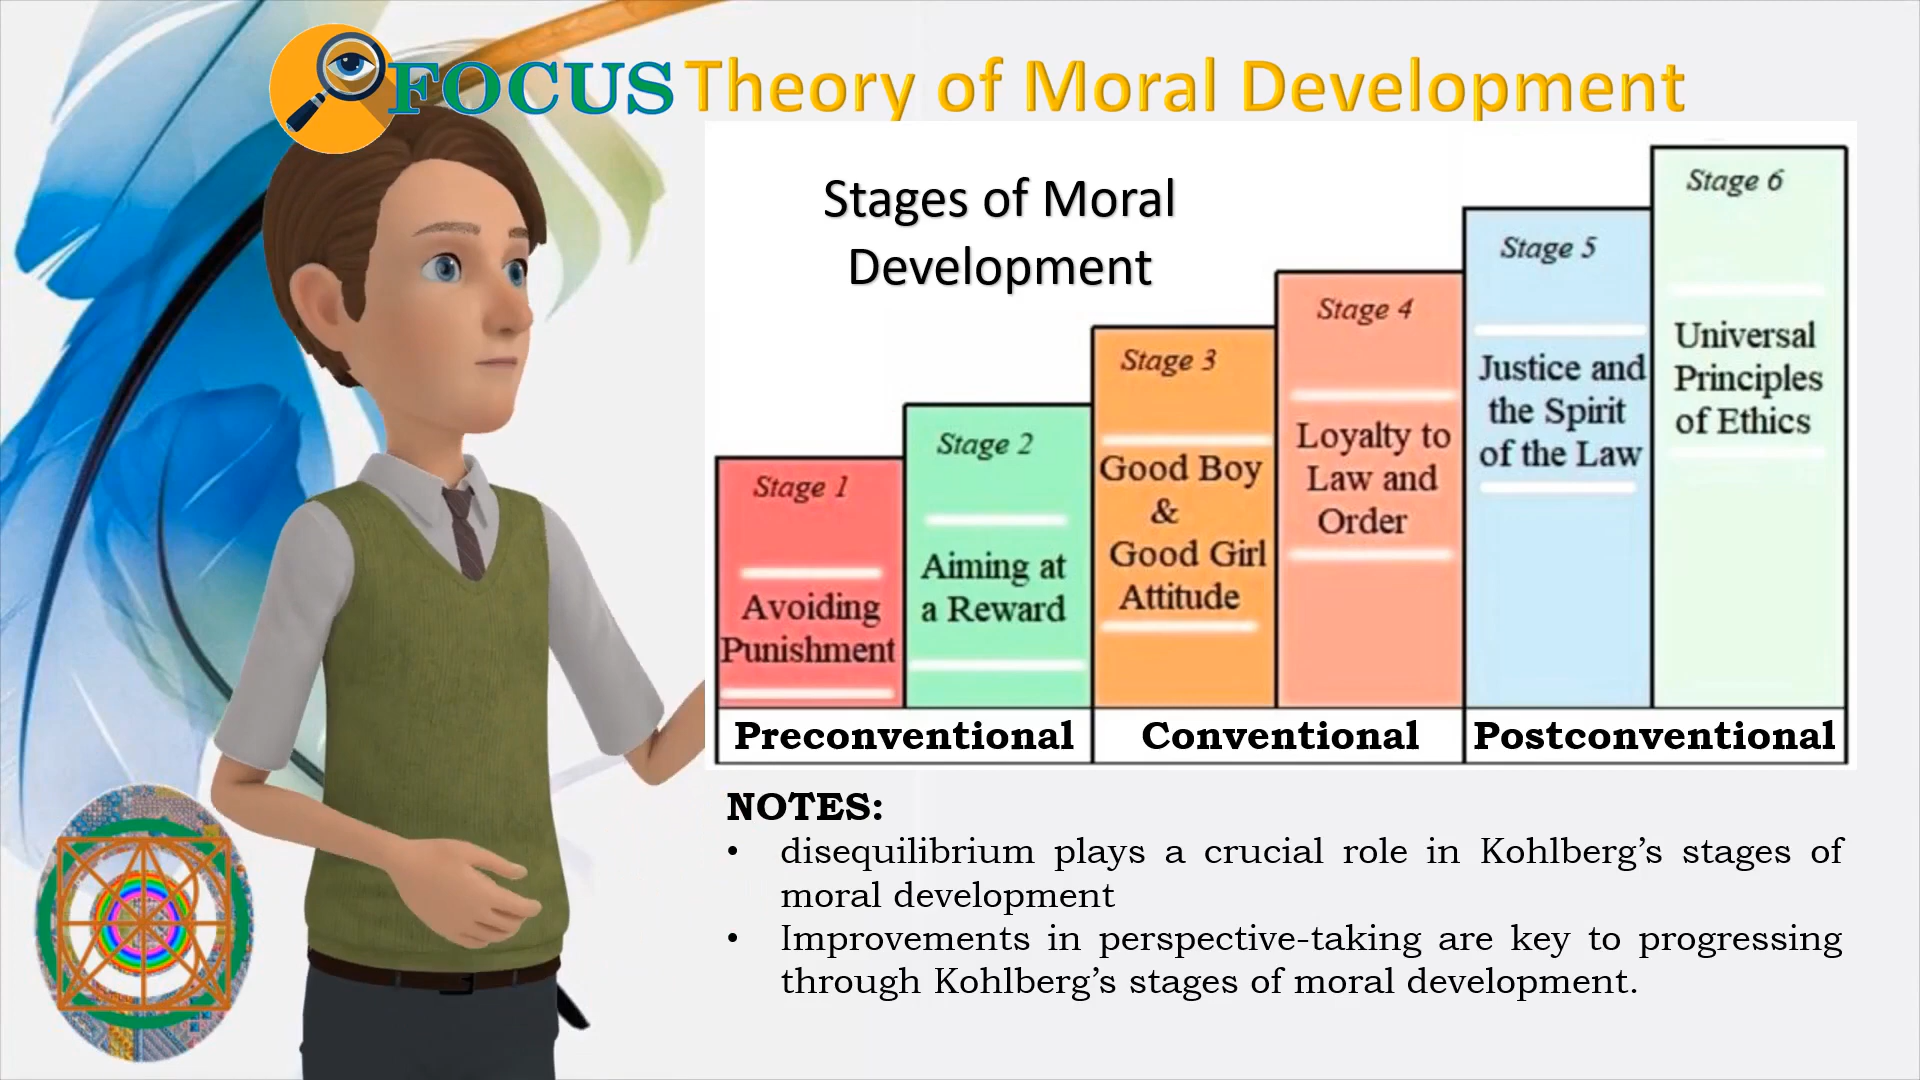 FOCUS Theory of Moral Development
Stages of Moral
Development
Stage 1
Avoiding
Punishment
Stage 2
Aiming at
a Reward
Stage 3
Good Boy
&
Good Girl
Attitude
Stage 4
Loyalty to
Law and
Order
Stage 5
Justice and
the Spirit
of the Law
Stage 6
Universal
Principles
of Ethics
Preconventional
Conventional
Postconventional
NOTES:
• disequilibrium plays a crucial role in Kohlberg’s stages of
moral development
• Improvements in perspective-taking are key to progressing
through Kohlberg’s stages of moral development.